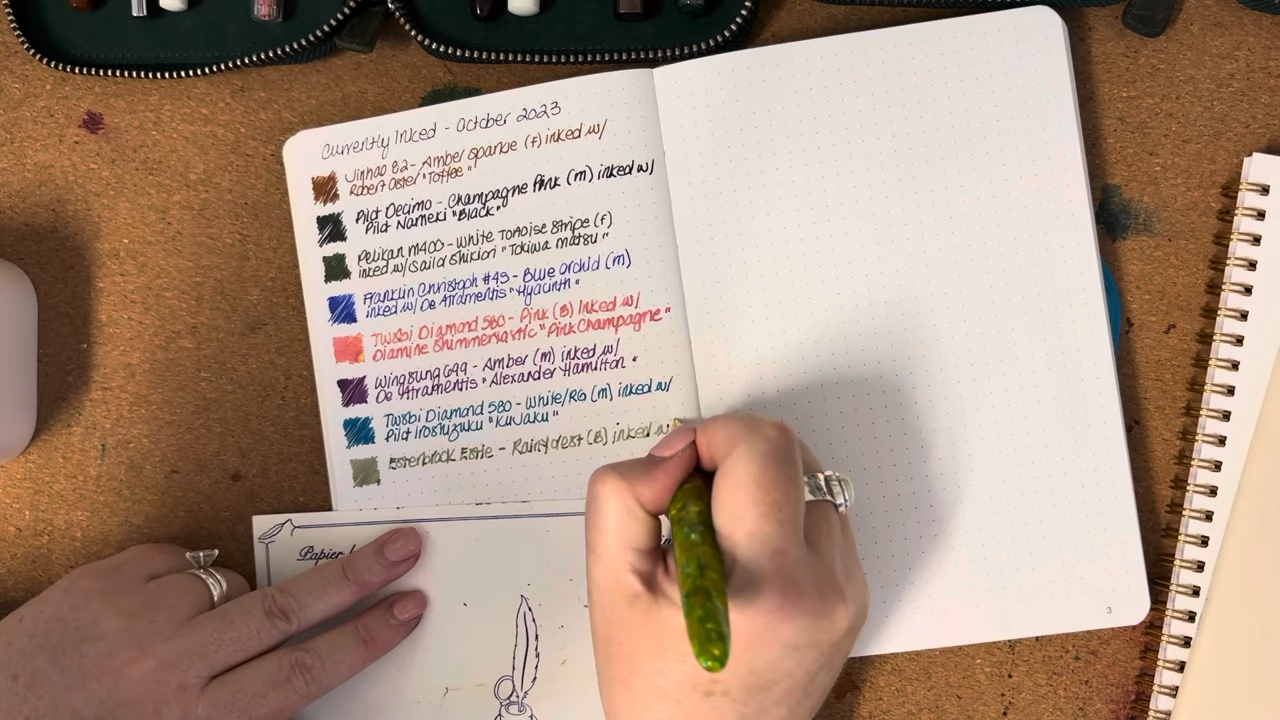 Currently Inked - October 2023
Jinhao 82 - Amber Sparkle (f) inked w/
Robert Oster "Toffee"
Pilot Decimo - Champagne Pink (m) inked w/
Pilot Namiki "Black"
Pelikan M400 - White Tortoise Stripe (f)
inked w/ Sailor Shikiori "Tokiwa Matsu"
Franklin Christoph #45 - Blue Orchid (m)
inked w/ De Atramentis "Hyacinth"
TWSBI Diamond 580 - Pink (B) Inked w/
Diamine Shimmertastic "Pink Champagne"
Wing Sung 699 - Amber (m) inked w/
De Atramentis "Alexander Hamilton"
TWSBI Diamond 580 - White/RG (m) inked w/
Pilot Iroshizuku "Kujaku"
Esterbrook Estie - Rainforest (B) inked w
Papier
3